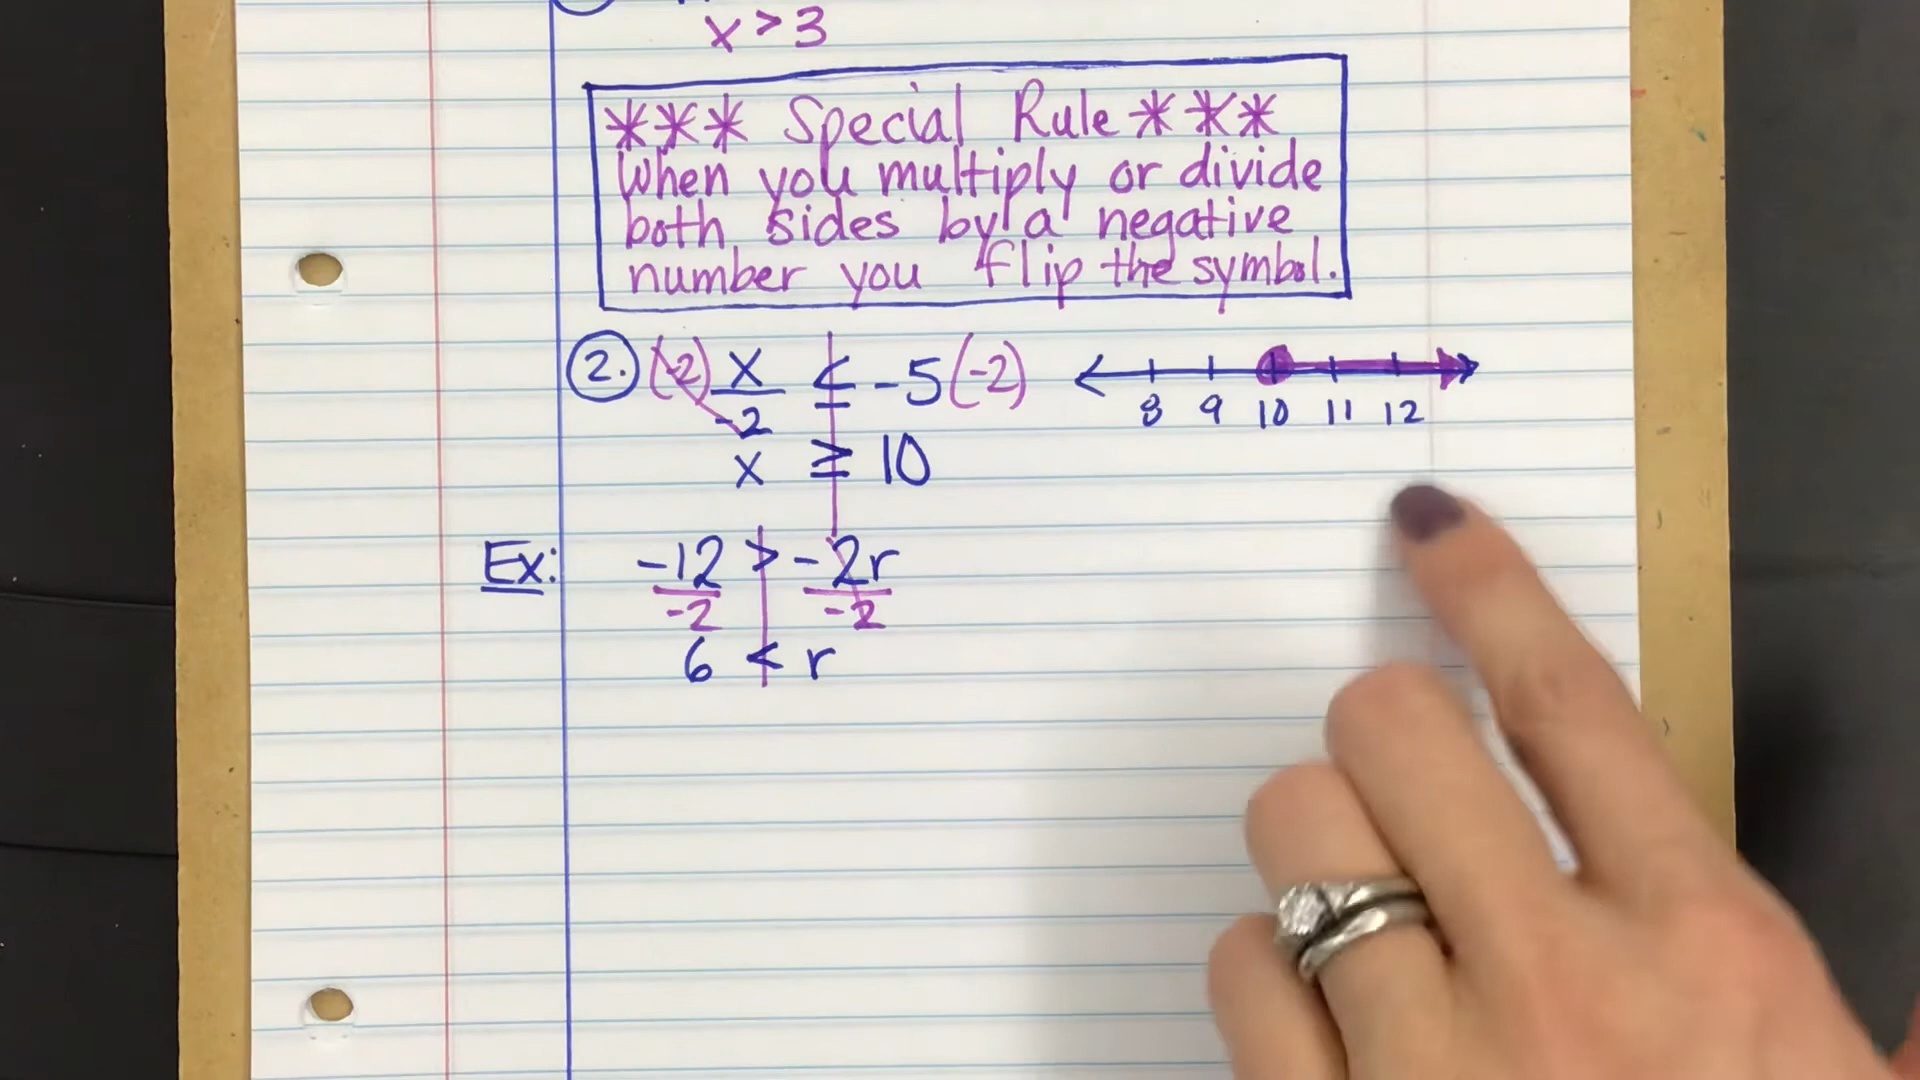 x > 3
*** Special Rule ***
When you multiply or divide
both sides by a negative
number you flip the symbol.
2. (-2) x/-2 ≤ -5(-2)
x ≥ 10
8 9 10 11 12
Ex: -12 > -2r
-2 -2
6 < r